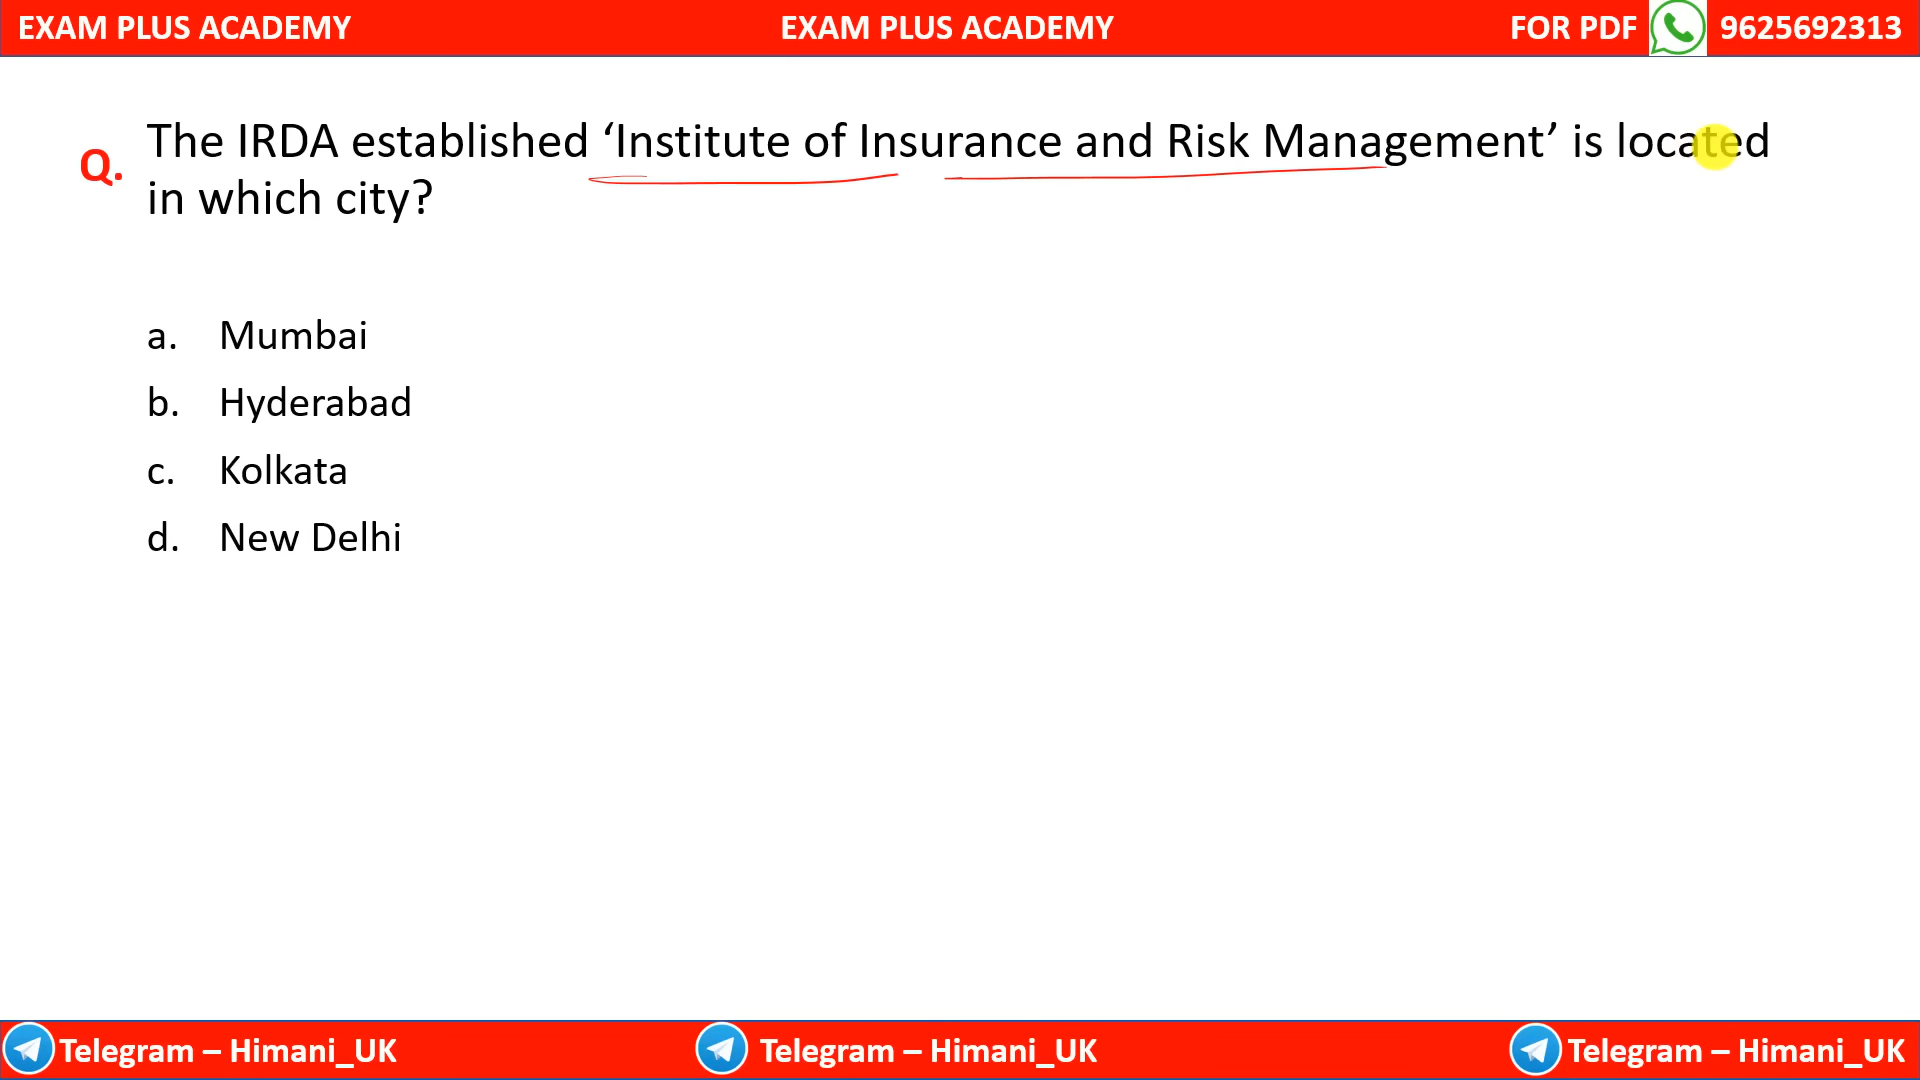 EXAM PLUS ACADEMY EXAM PLUS ACADEMY FOR PDF 9625692313
Q. The IRDA established ‘Institute of Insurance and Risk Management’ is located
in which city?
a. Mumbai
b. Hyderabad
c. Kolkata
d. New Delhi
Telegram – Himani_UK Telegram – Himani_UK Telegram – Himani_UK